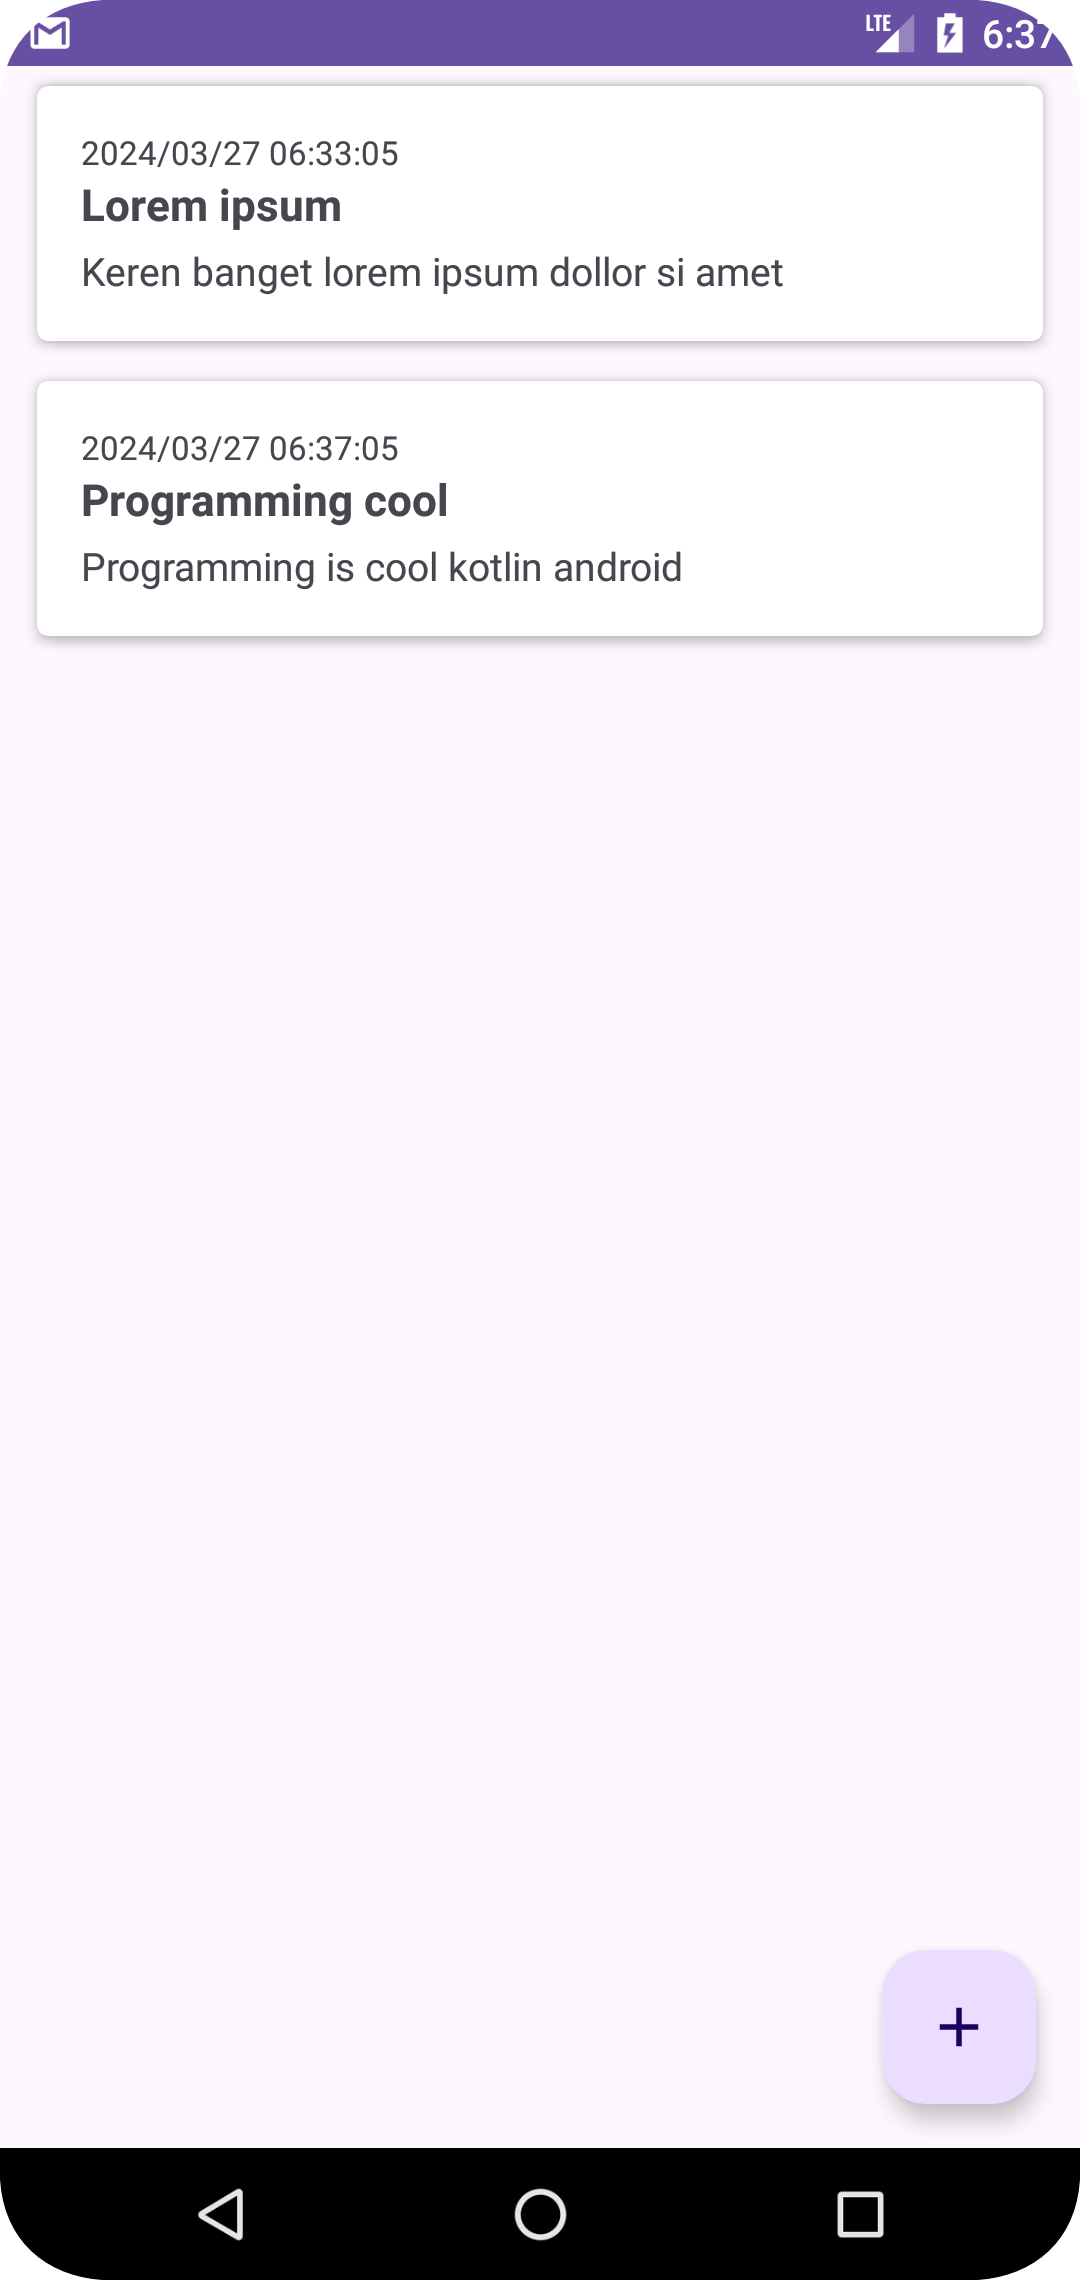 LTE 6:37
2024/03/27 06:33:05
Lorem ipsum
Keren banget lorem ipsum dollor si amet
2024/03/27 06:37:05
Programming cool
Programming is cool kotlin android